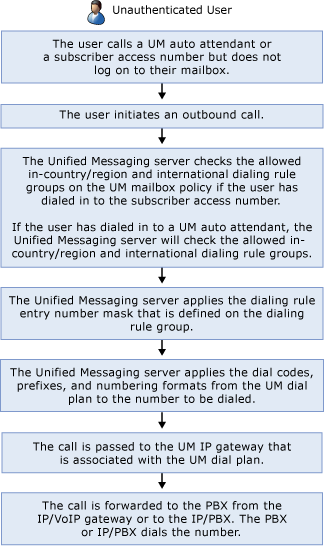 Unauthenticated User
The user calls a UM auto attendant or
a subscriber access number but does not
log on to their mailbox.
The user initiates an outbound call.
The Unified Messaging server checks the allowed
in-country/region and international dialing rule
groups on the UM mailbox policy if the user has
dialed in to the subscriber access number.
If the user has dialed in to a UM auto attendant, the
Unified Messaging server will check the allowed in-
country/region and international dialing rule groups.
The Unified Messaging server applies the dialing rule
entry number mask that is defined on the dialing
rule group.
The Unified Messaging server applies the dial codes,
prefixes, and numbering formats from the UM dial
plan to the number to be dialed.
The call is passed to the UM IP gateway that
is associated with the UM dial plan.
The call is forwarded to the PBX from the
IP/VoIP gateway or to the IP/PBX. The PBX
or IP/PBX dials the number.